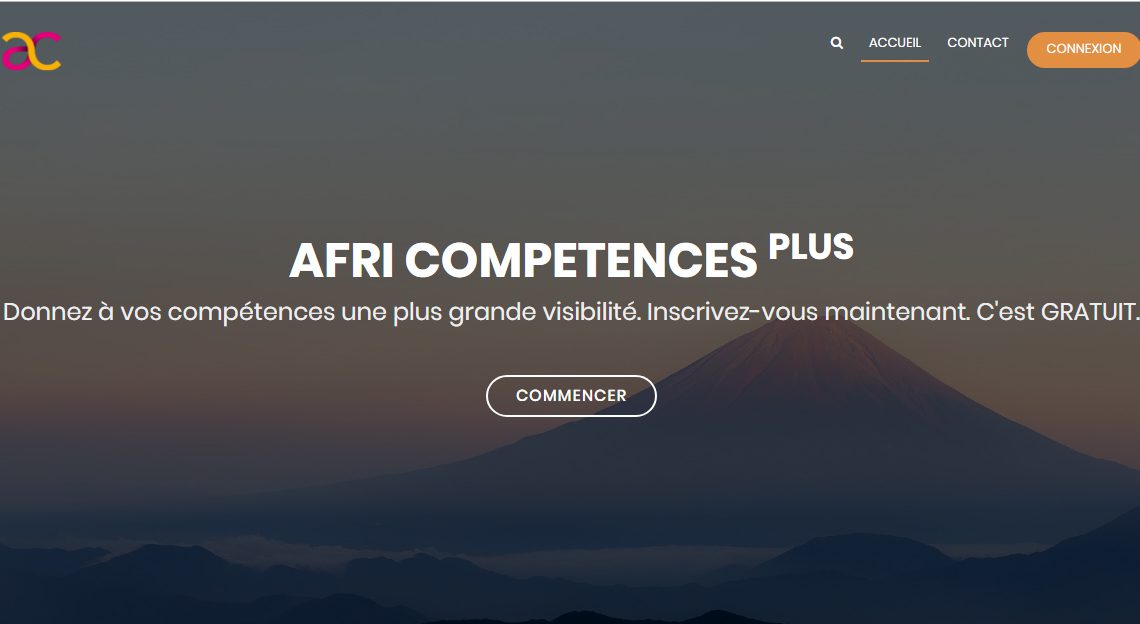 ac
ACCUEIL
CONTACT
CONNEXION
AFRI COMPETENCES PLUS
Donnez à vos compétences une plus grande visibilité. Inscrivez-vous maintenant. C'est GRATUIT.
COMMENCER